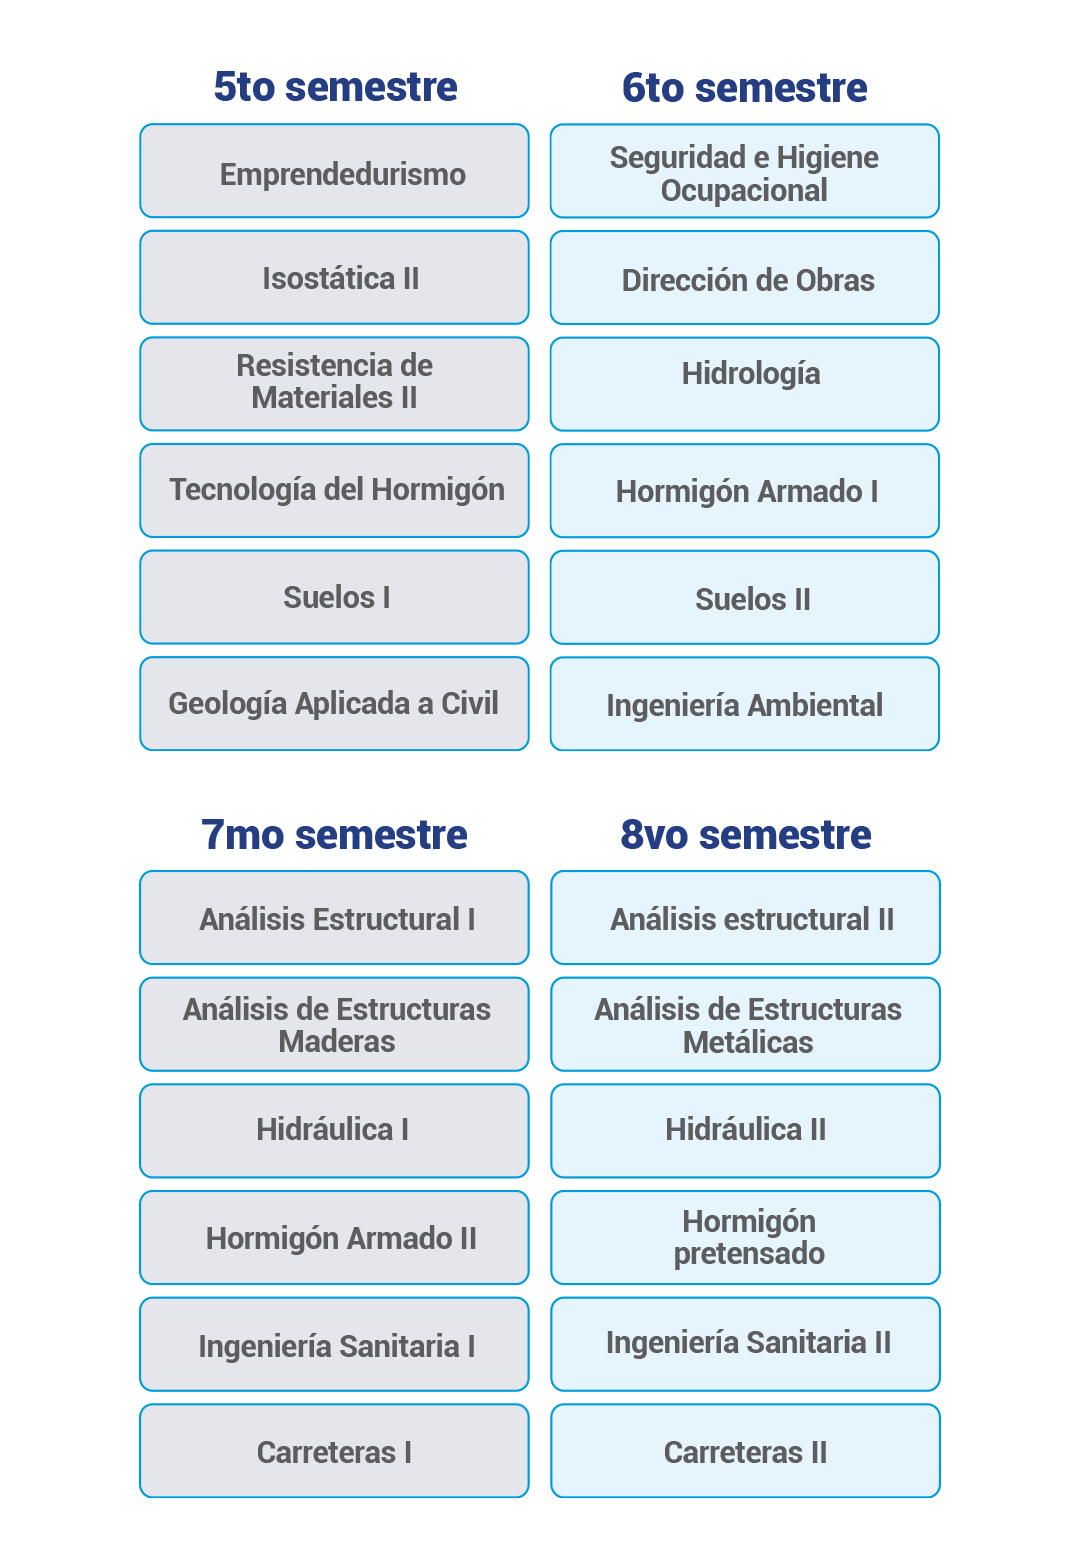 5to semestre
Emprendedurismo
Isostática II
Resistencia de
Materiales II
Tecnología del Hormigón
Suelos I
Geología Aplicada a Civil
6to semestre
Seguridad e Higiene
Ocupacional
Dirección de Obras
Hidrología
Hormigón Armado I
Suelos II
Ingeniería Ambiental
7mo semestre
Análisis Estructural I
Análisis de Estructuras
Maderas
Hidráulica I
Hormigón Armado II
Ingeniería Sanitaria I
Carreteras I
8vo semestre
Análisis estructural II
Análisis de Estructuras
Metálicas
Hidráulica II
Hormigón
pretensado
Ingeniería Sanitaria II
Carreteras II